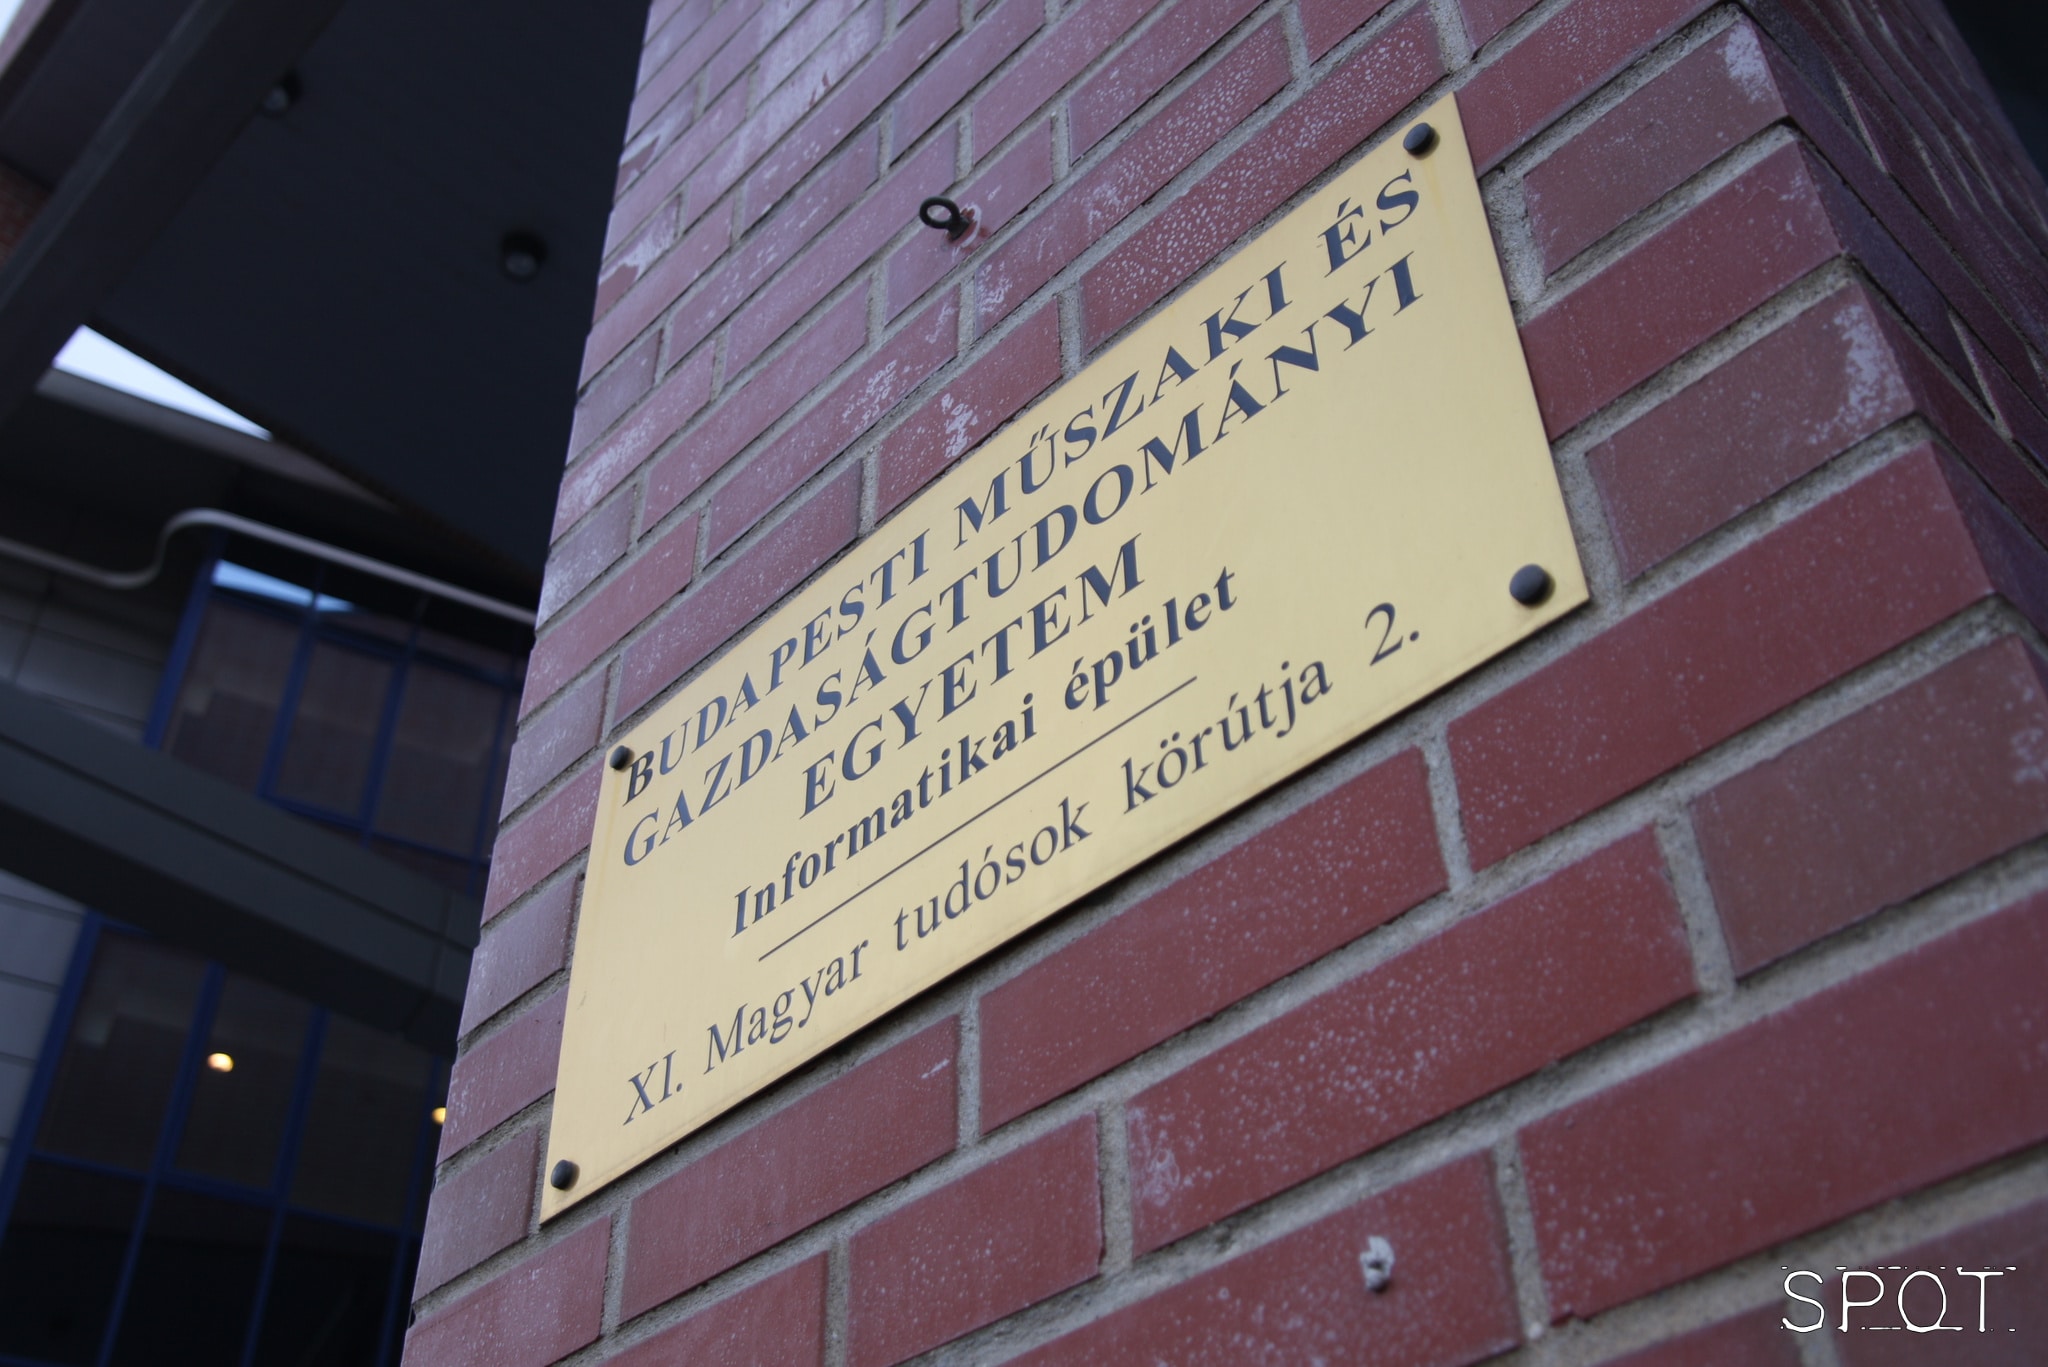 BUDAPESTI MŰSZAKI ÉS
GAZDASÁGTUDOMÁNYI
EGYETEM
Informatikai épület
XI. Magyar tudósok körútja 2.
SPOT